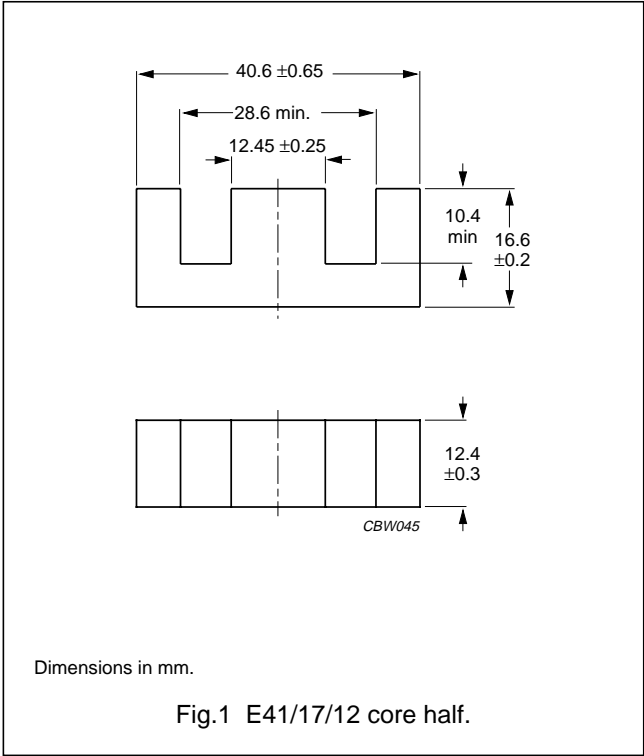 40.6 ±0.65
28.6 min.
12.45 ±0.25
10.4
min
16.6
±0.2
12.4
±0.3
CBW045
Dimensions in mm.
Fig.1 E41/17/12 core half.